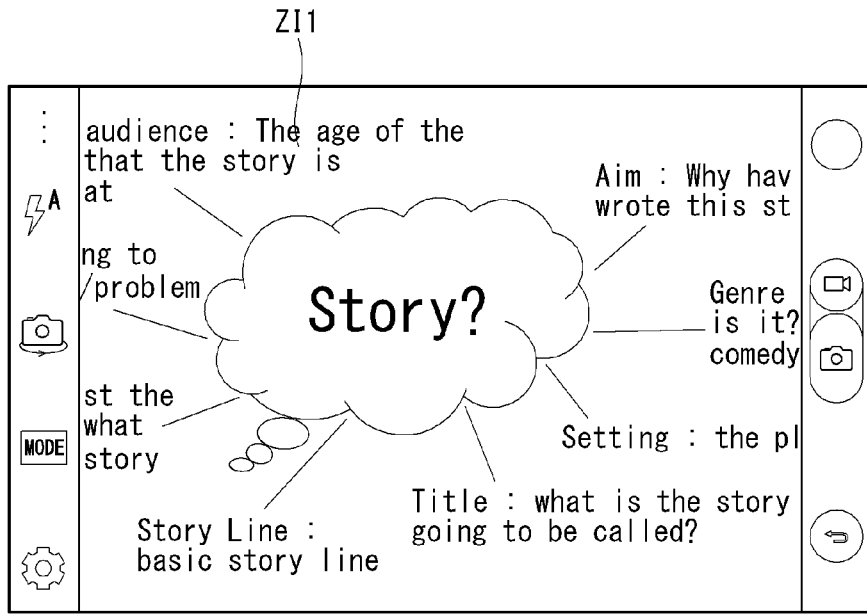 ZI1
A
MODE
audience : The age of the
that the story is
at
ng to
problem
st the
what
story
Story?
Aim : Why hav
wrote this st
Genre
is it?
comedy
Setting : the pl
Title : what is the story
going to be called?
Story Line :
basic story line